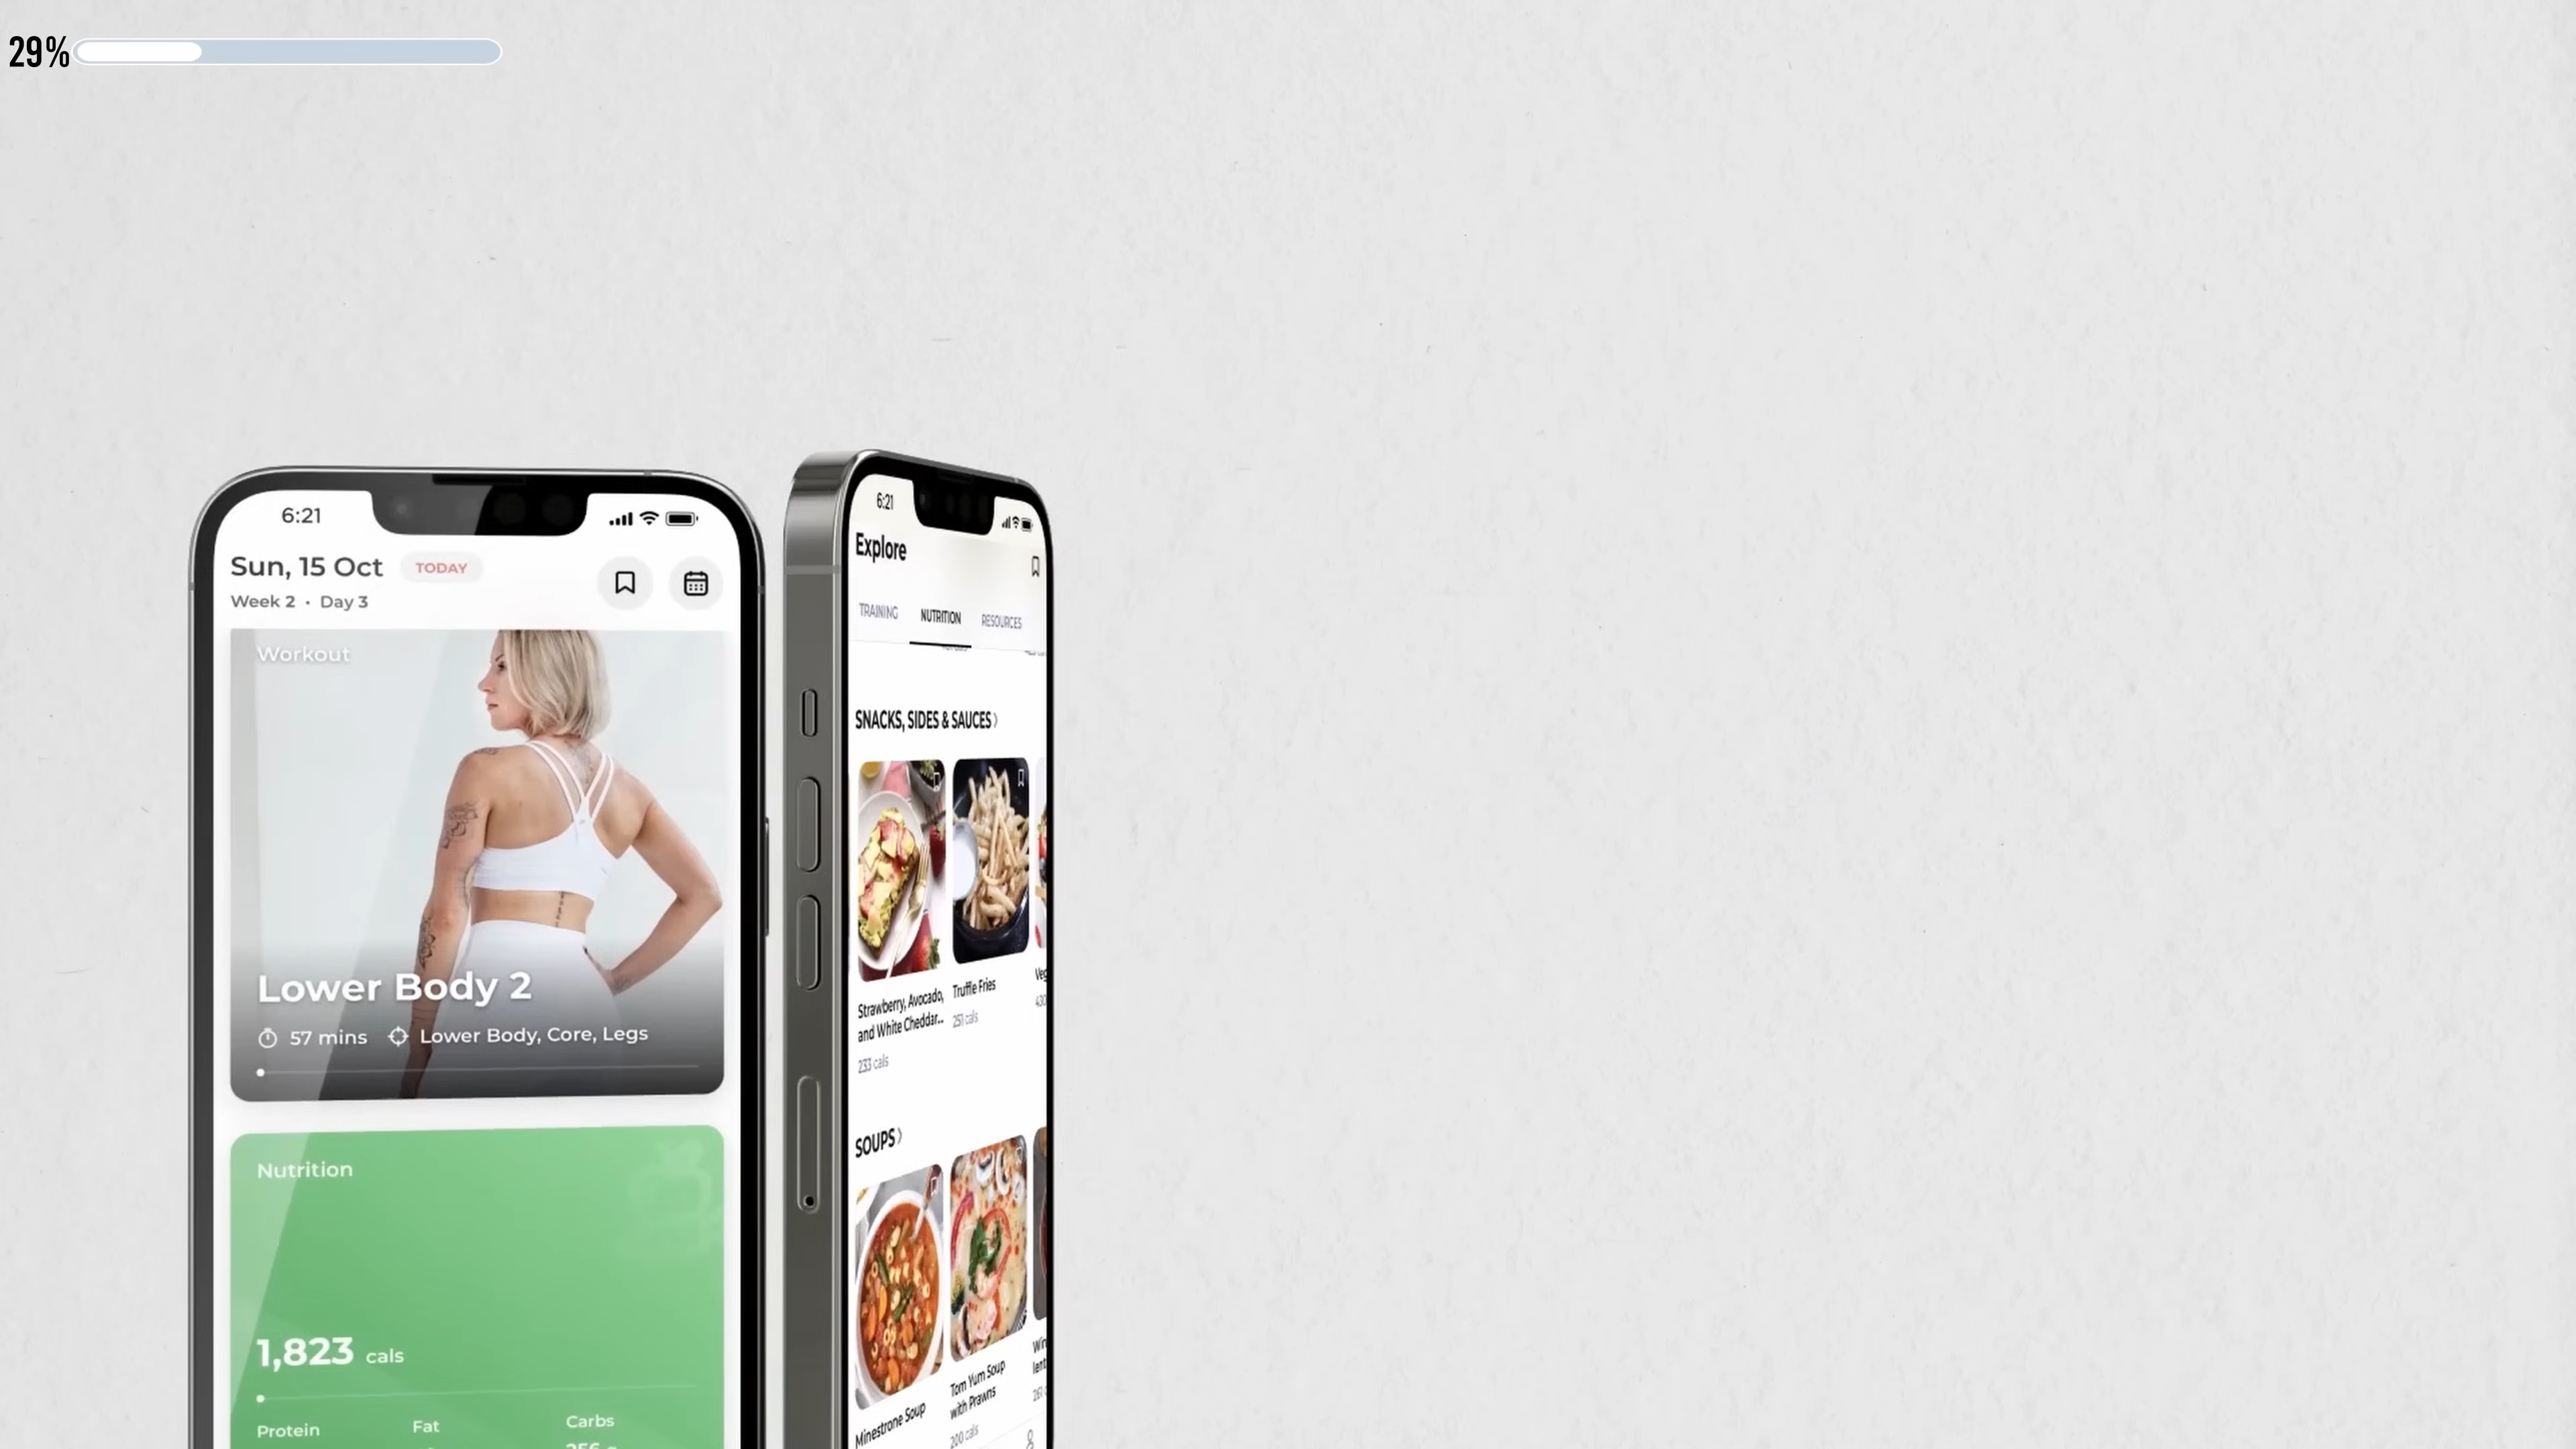 29%
6:21
Sun, 15 Oct TODAY
Week 2 · Day 3
Workout
Lower Body 2
57 mins Lower Body, Core, Legs
Nutrition
1,823 cals
Protein Fat Carbs
6:21
Explore
TRAINING NUTRITION RESOURCES
SNACKS, SIDES & SAUCES
Strawberry, Avocado,
and White Cheddar...
233 cals
Truffle Fries
251 cals
SOUPS
Minestrone Soup
Tom Yum Soup
with Prawns
200 cals